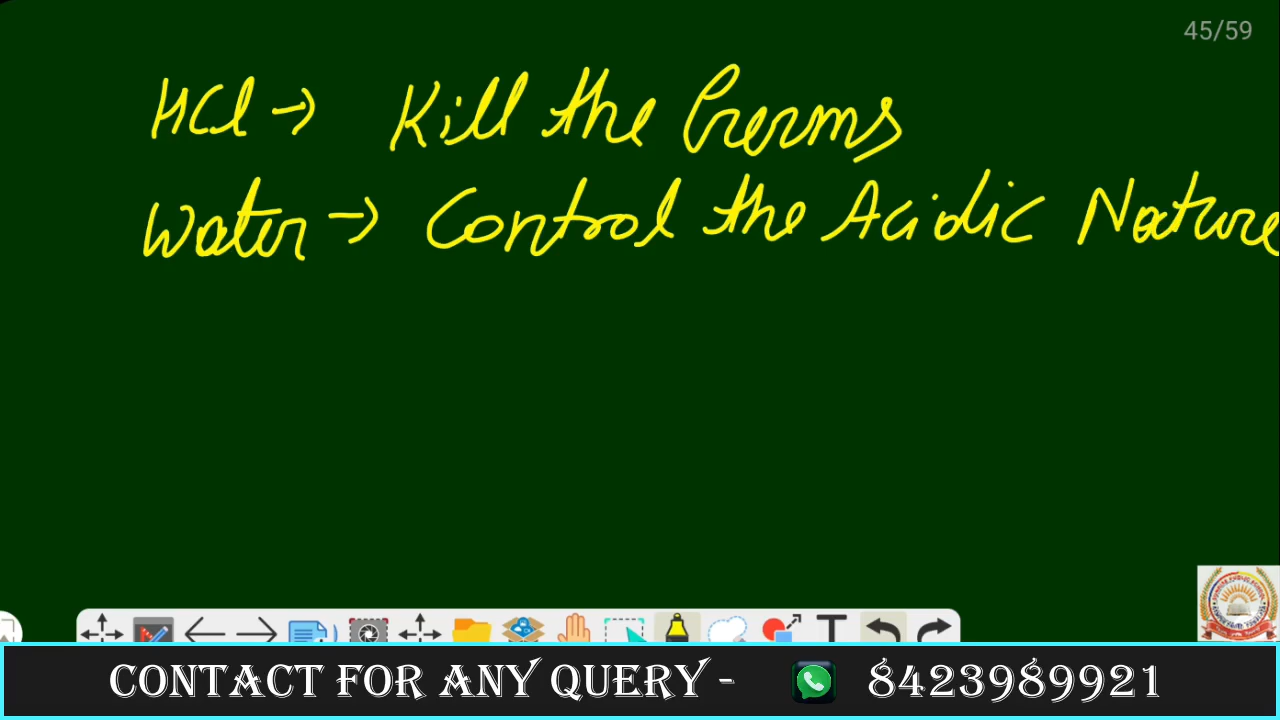 45/59
HCl → Kill the Germs
Water → Control the Acidic Nature
T
CONTACT FOR ANY QUERY - 8423989921